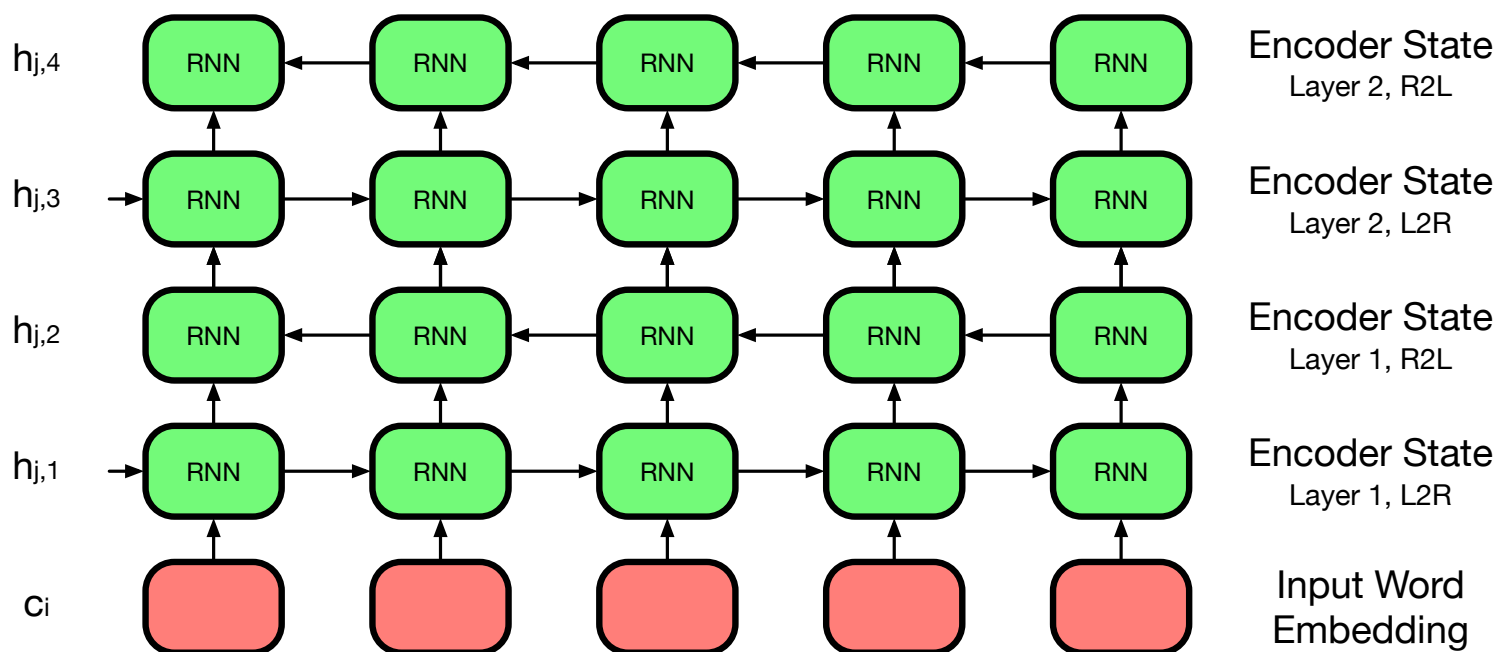 hj,4 RNN RNN RNN RNN RNN Encoder State
Layer 2, R2L
hj,3 RNN RNN RNN RNN RNN Encoder State
Layer 2, L2R
hj,2 RNN RNN RNN RNN RNN Encoder State
Layer 1, R2L
hj,1 RNN RNN RNN RNN RNN Encoder State
Layer 1, L2R
ci Input Word
Embedding